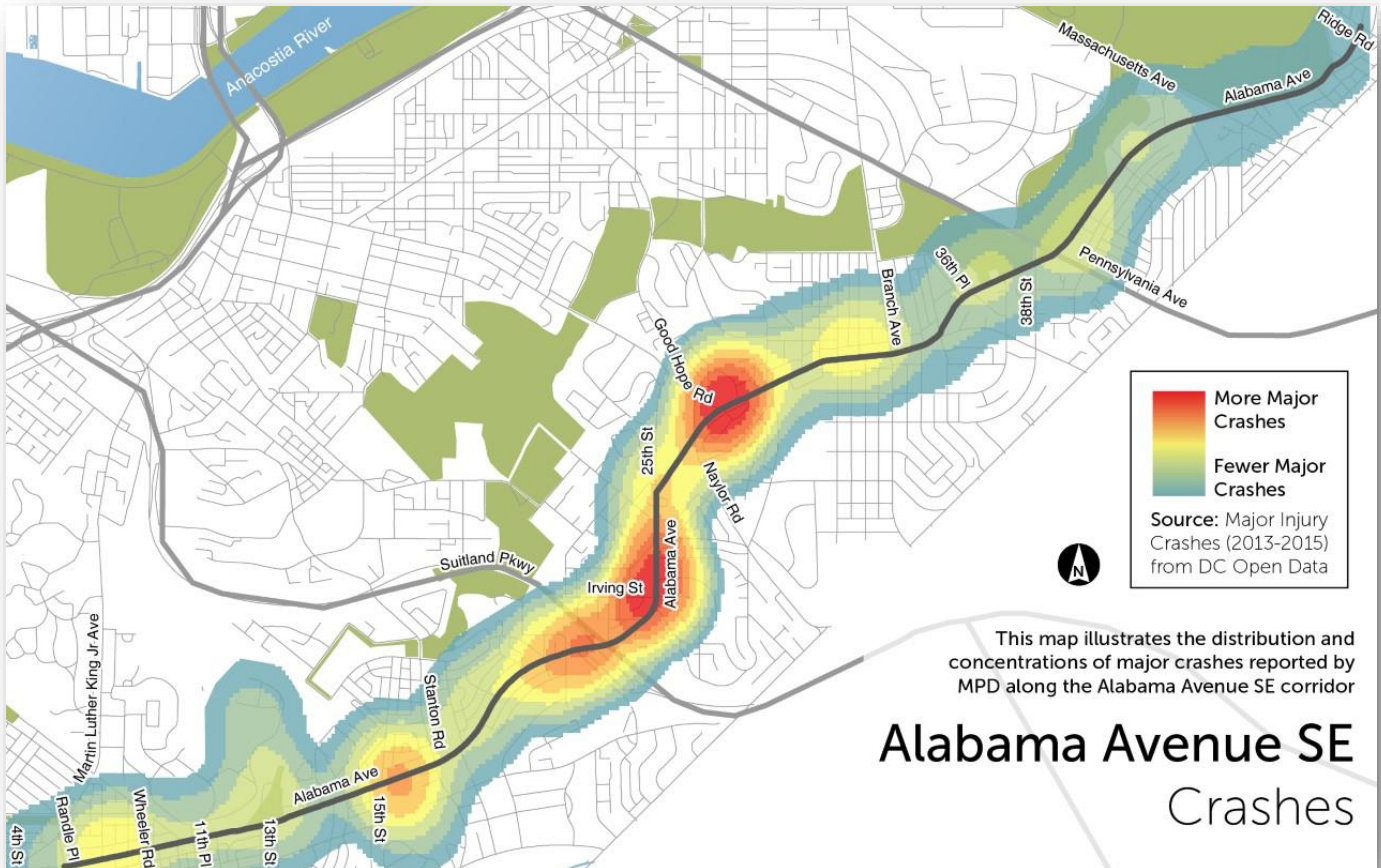 Anacostia River
Massachusetts Ave
Ridge Rd
Alabama Ave
36th Pl
38th St
Pennsylvania Ave
Branch Ave
Good Hope Rd
25th St
Naylor Rd
Alabama Ave
Irving St
Suitland Pkwy
Martin Luther King Jr Ave
Stanton Rd
Alabama Ave
4th St
Randle Pl
Wheeler Rd
11th Pl
13th St
15th St
More Major
Crashes
Fewer Major
Crashes
Source: Major Injury
Crashes (2013-2015)
from DC Open Data
N
This map illustrates the distribution and
concentrations of major crashes reported by
MPD along the Alabama Avenue SE corridor
Alabama Avenue SE
Crashes